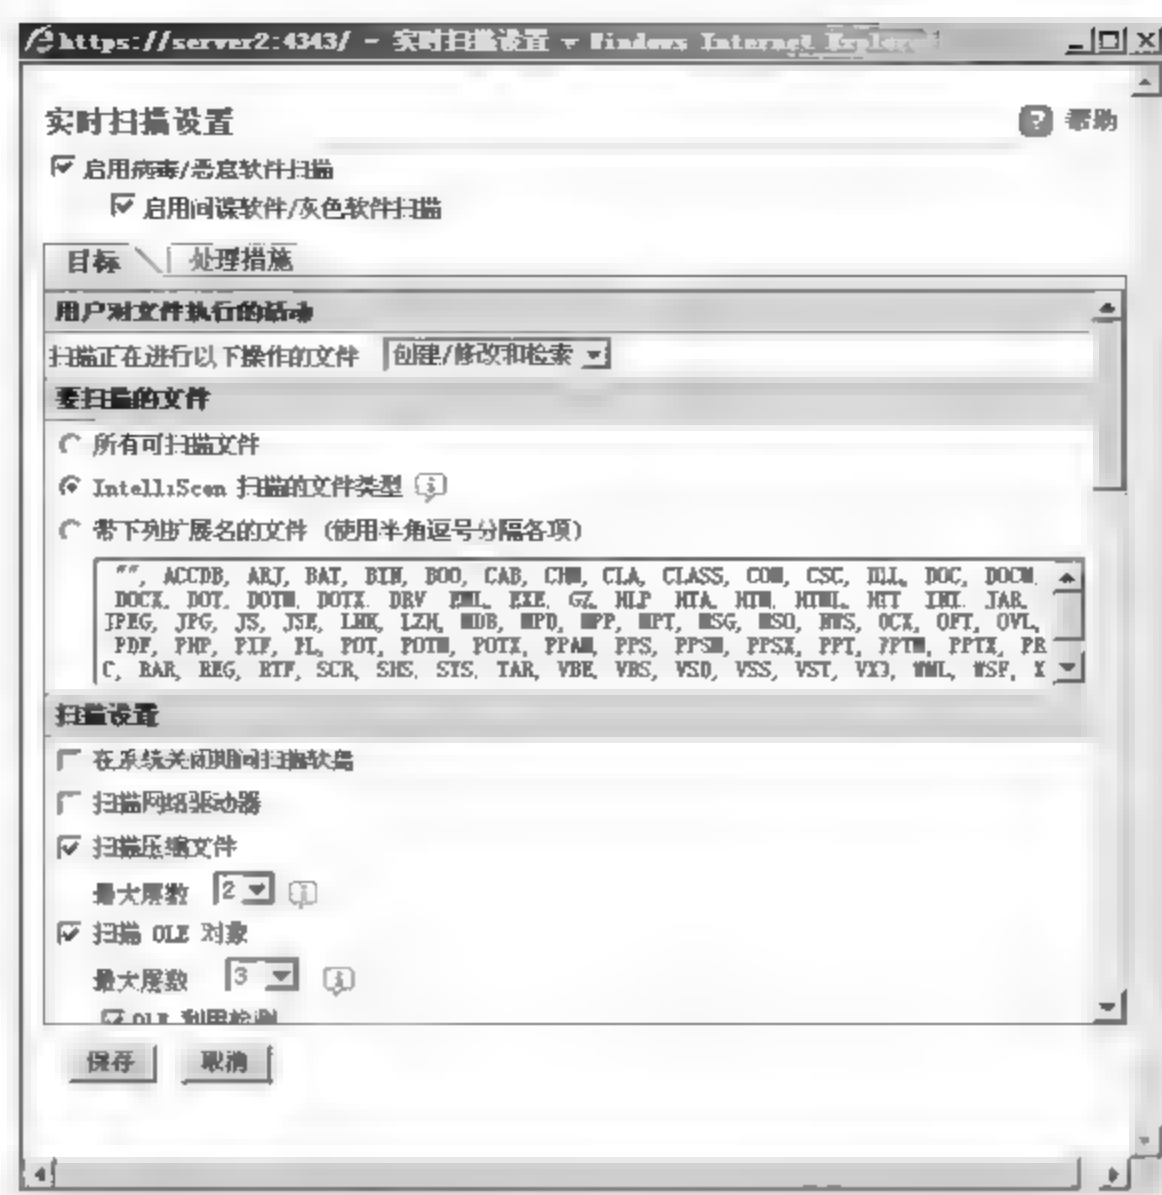 https://server2:4343/ - 实时扫描设置 - Windows Internet Explorer
实时扫描设置
帮助
启用病毒/恶意软件扫描
启用间谍软件/灰色软件扫描
目标 处理措施
用户对文件执行的活动
扫描正在进行以下操作的文件 创建/修改和检索
要扫描的文件
所有可扫描文件
IntelliScan 扫描的文件类型
带下列扩展名的文件 (使用半角逗号分隔各项)
"", ACCDB, ARJ, BAT, BIN, BOO, CAB, CHM, CLA, CLASS, COM, CSC, DLL, DOC, DOCM,
DOCX, DOT, DOTM, DOTX, DRV, EML, EXE, GZ, HLP, HTA, HTM, HTML, HTT, INI, JAR,
JPEG, JPG, JS, JSE, LNK, LZH, MDB, MPD, MPP, MPT, MSG, MSO, NWS, OCX, OFT, OVL,
PDF, PHP, PIF, PL, POT, POTM, POTX, PPAM, PPS, PPSM, PPSX, PPT, PPTM, PPTX, PR
C, RAR, REG, RTF, SCR, SHS, SYS, TAR, VBE, VBS, VSD, VSS, VST, VXD, WML, WSF, X
扫描设置
在系统关闭期间扫描软盘
扫描网络驱动器
扫描压缩文件
最大层数 2
扫描 OLE 对象
最大层数 3
OLE 利用检测
保存 取消